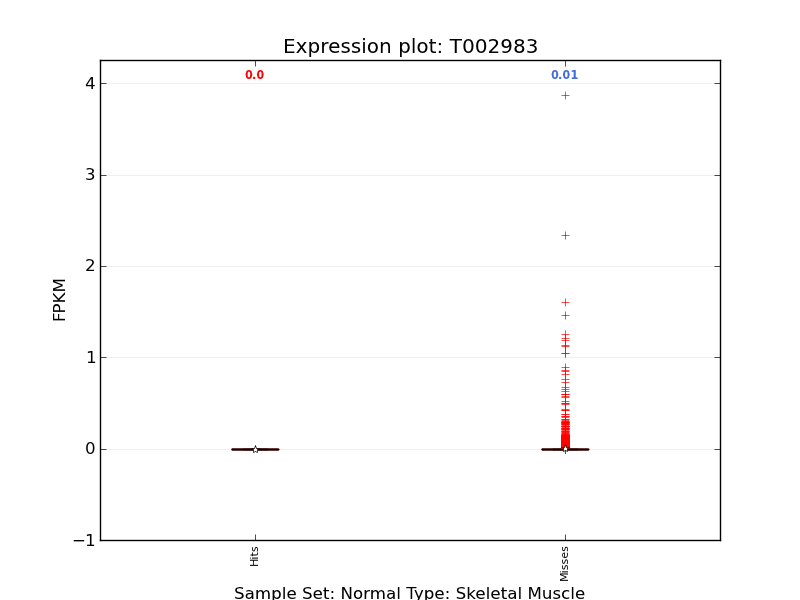 Expression plot: T002983
0.0
0.01
4
3
2
1
0
−1
FPKM
Hits
Misses
Sample Set: Normal Type: Skeletal Muscle